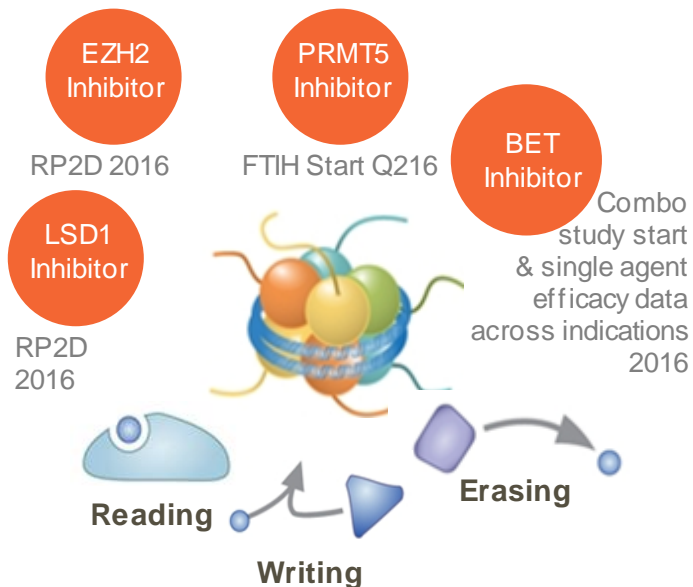 EZH2
Inhibitor
RP2D 2016
PRMT5
Inhibitor
FTIH Start Q216
BET
Inhibitor
Combo
study start
& single agent
efficacy data
across indications
2016
LSD1
Inhibitor
RP2D
2016
Reading
Writing
Erasing